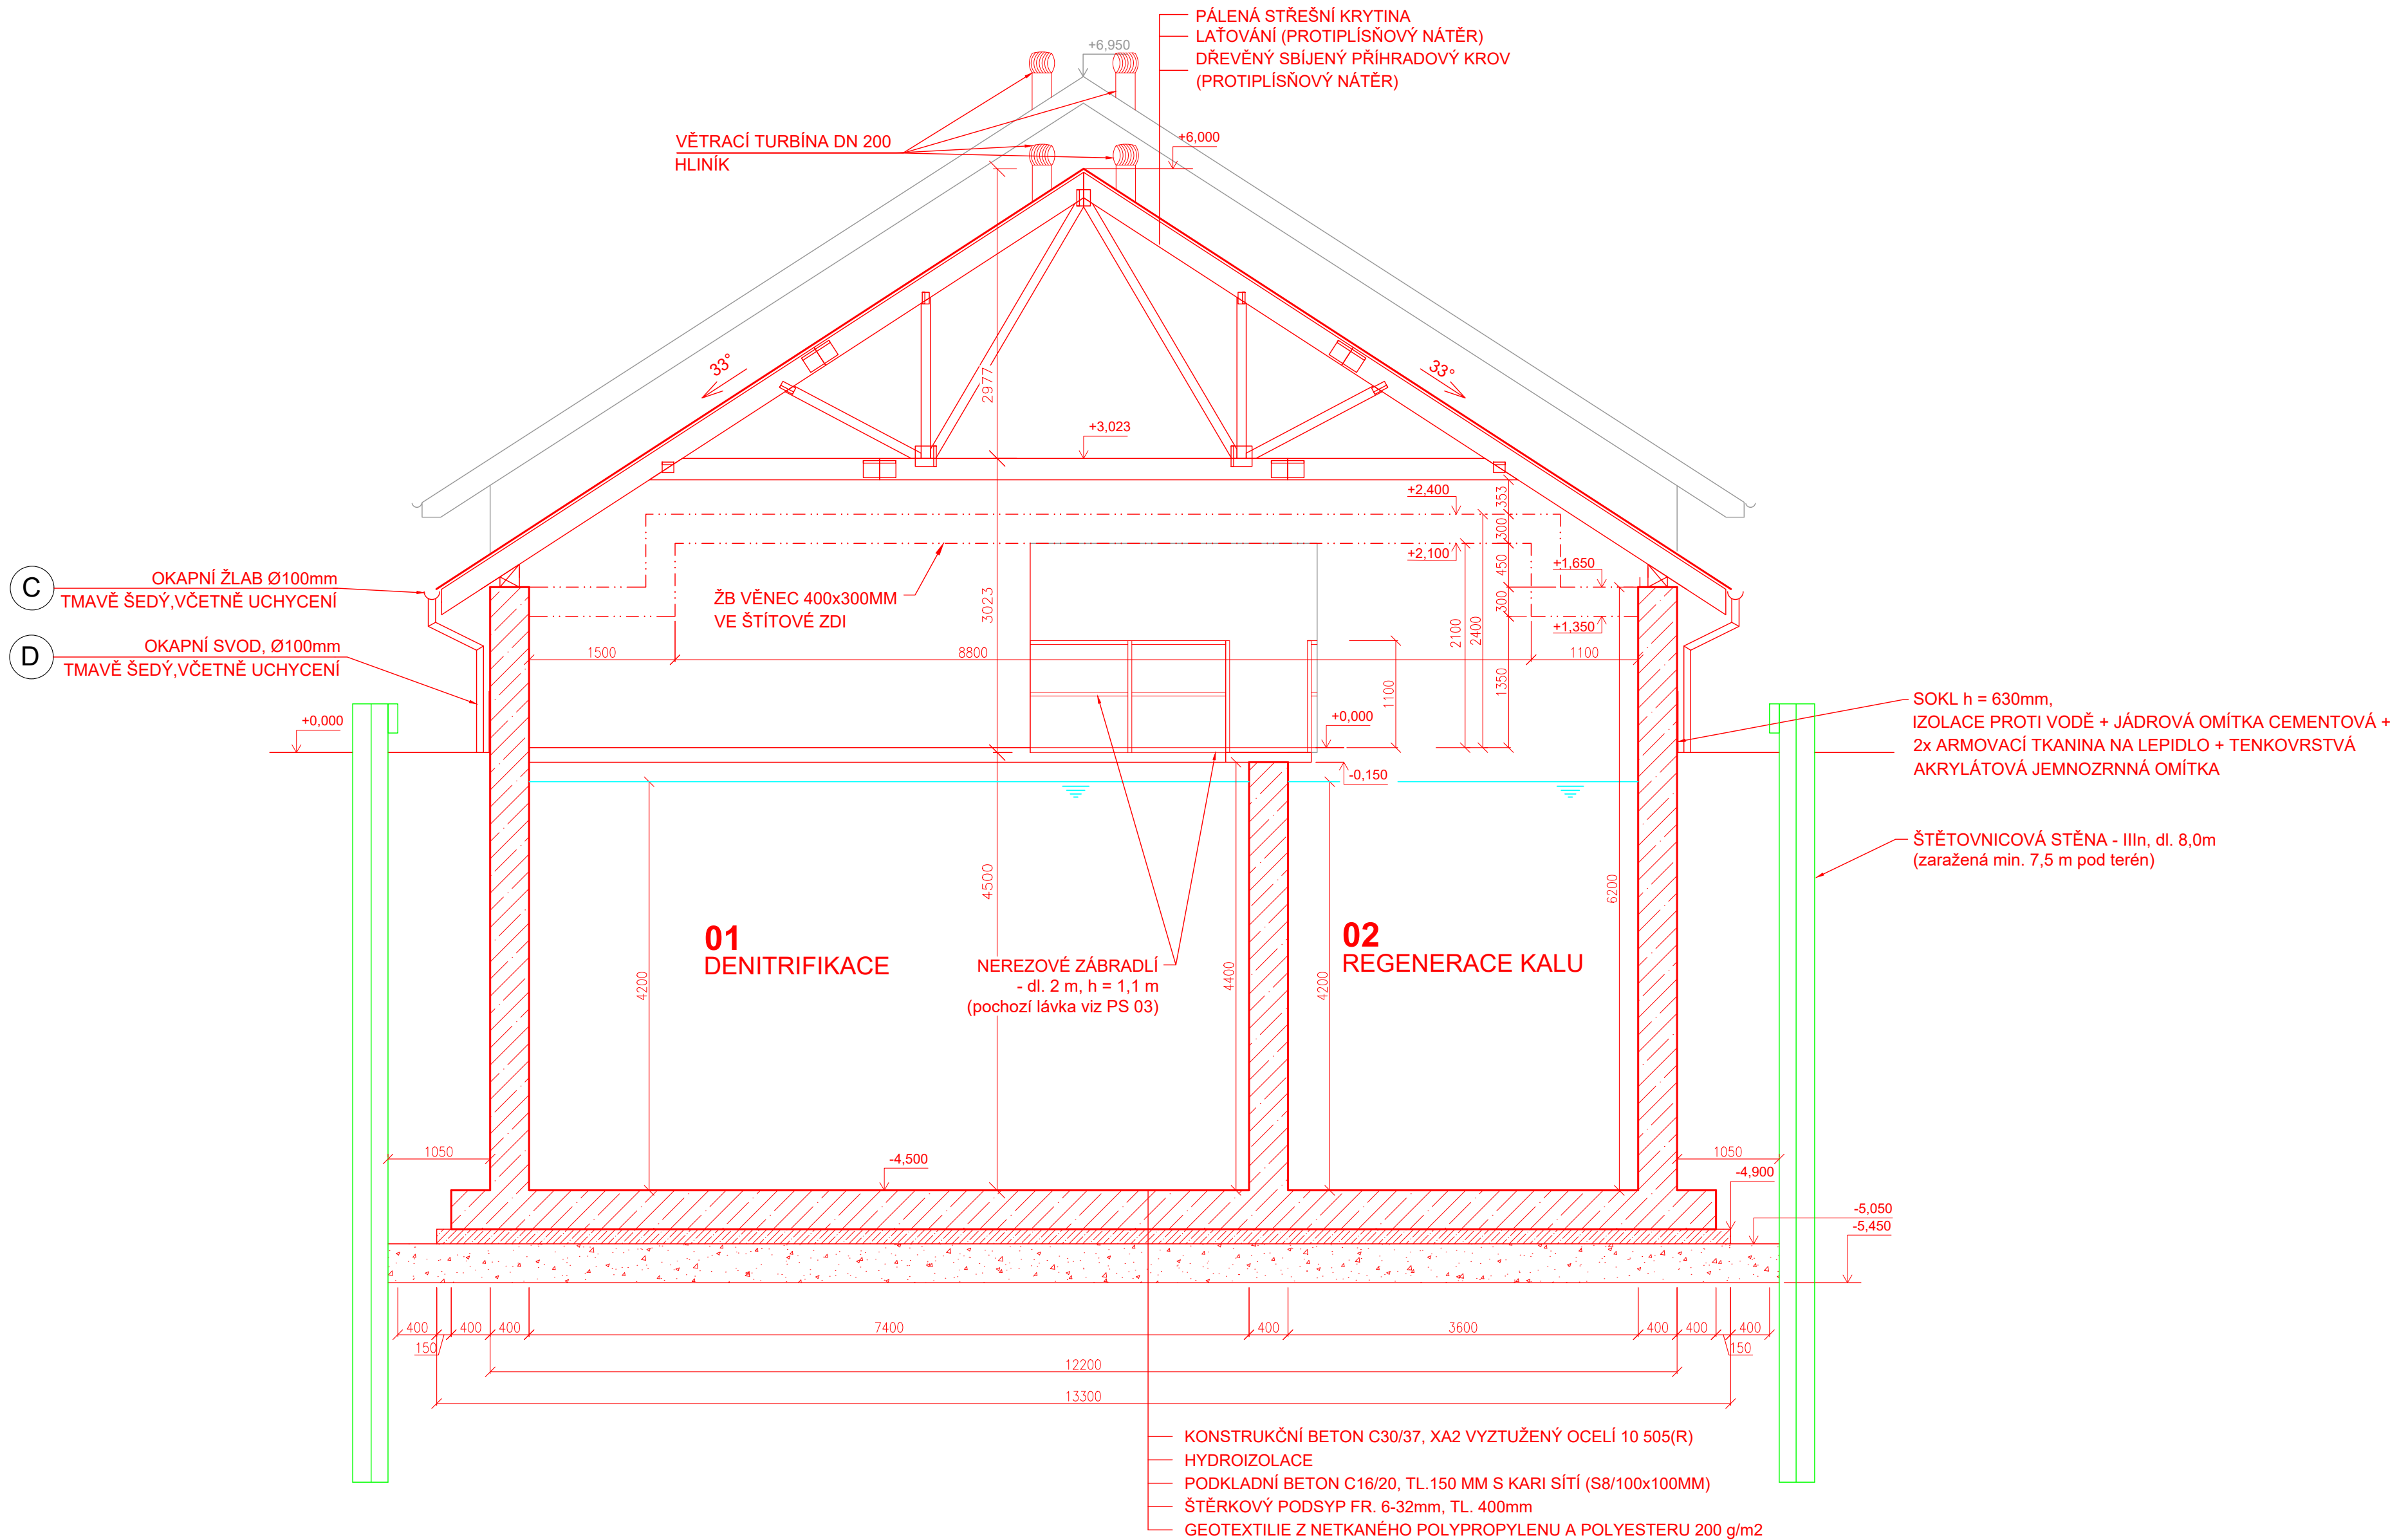 PÁLENÁ STŘEŠNÍ KRYTINA
LAŤOVÁNÍ (PROTIPLÍSŇOVÝ NÁTĚR)
DŘEVĚNÝ SBÍJENÝ PŘÍHRADOVÝ KROV
(PROTIPLÍSŇOVÝ NÁTĚR)
+6,950
VĚTRACÍ TURBÍNA DN 200
HLINÍK
+6,000
33°
33°
2977
+3,023
+2,400
353
300
+2,100
450
+1,650
300
+1,350
C
OKAPNÍ ŽLAB Ø100mm
TMAVĚ ŠEDÝ,VČETNĚ UCHYCENÍ
ŽB VĚNEC 400x300MM
VE ŠTÍTOVÉ ZDI
3023
2100
2400
1350
D
OKAPNÍ SVOD, Ø100mm
TMAVĚ ŠEDÝ,VČETNĚ UCHYCENÍ
1500
8800
1100
1100
+0,000
+0,000
SOKL h = 630mm,
IZOLACE PROTI VODĚ + JÁDROVÁ OMÍTKA CEMENTOVÁ +
2x ARMOVACÍ TKANINA NA LEPIDLO + TENKOVRSTVÁ
AKRYLÁTOVÁ JEMNOZRNNÁ OMÍTKA
-0,150
ŠTĚTOVNICOVÁ STĚNA - IIIn, dl. 8,0m
(zaražená min. 7,5 m pod terén)
4500
6200
01
DENITRIFIKACE
02
REGENERACE KALU
NEREZOVÉ ZÁBRADLÍ
- dl. 2 m, h = 1,1 m
(pochozí lávka viz PS 03)
4200
4400
4200
1050
-4,500
1050
-4,900
-5,050
-5,450
400
400
400
7400
400
3600
400
400
400
150
150
12200
13300
KONSTRUKČNÍ BETON C30/37, XA2 VYZTUŽENÝ OCELÍ 10 505(R)
HYDROIZOLACE
PODKLADNÍ BETON C16/20, TL.150 MM S KARI SÍTÍ (S8/100x100MM)
ŠTĚRKOVÝ PODSYP FR. 6-32mm, TL. 400mm
GEOTEXTILIE Z NETKANÉHO POLYPROPYLENU A POLYESTERU 200 g/m2